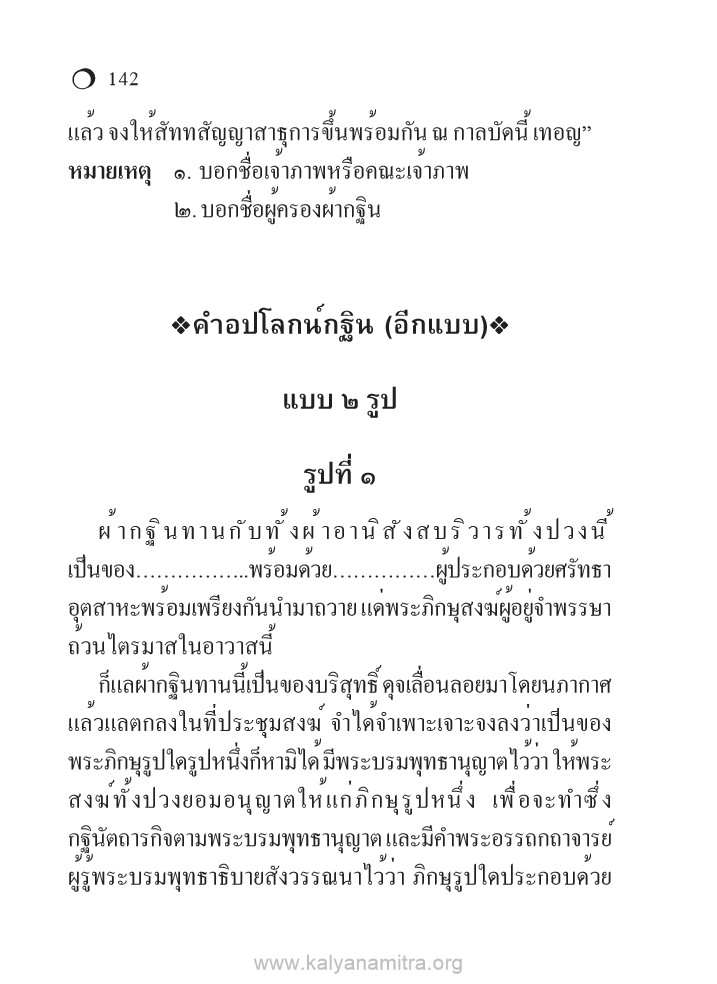 142
แล้ว จงให้สัททสัญญาสาธุการขึ้นพร้อมกัน ณ กาลบัดนี้ เทอญ”
หมายเหตุ ๑. บอกชื่อเจ้าภาพหรือคณะเจ้าภาพ
๒. บอกชื่อผู้ครองผ้ากฐิน
❖คำอปโลกน์กฐิน (อีกแบบ)❖
แบบ ๒ รูป
รูปที่ ๑
ผ้ากฐินทานกับทั้งผ้าอานิสังสบริวารทั้งปวงนี้
เป็นของ……………..พร้อมด้วย……………ผู้ประกอบด้วยศรัทธา
อุตสาหะพร้อมเพรียงกันนำมาถวาย แด่พระภิกษุสงฆ์ผู้อยู่จำพรรษา
ถ้วนไตรมาสในอาวาสนี้
ก็แลผ้ากฐินทานนี้เป็นของบริสุทธิ์ ดุจเลื่อนลอยมาโดยนภากาศ
แล้วแลตกลงในที่ประชุมสงฆ์ จำได้จำเพาะเจาะจงลงว่าเป็นของ
พระภิกษุรูปใดรูปหนึ่งก็หามิได้ มีพระบรมพุทธานุญาตไว้ว่า ให้พระ
สงฆ์ทั้งปวงยอมอนุญาตให้แก่ภิกษุรูปหนึ่ง เพื่อจะทำซึ่ง
กฐินัตถารกิจตามพระบรมพุทธานุญาต และมีคำพระอรรถกถาจารย์
ผู้รู้พระบรมพุทธาธิบายสังวรรณนาไว้ว่า ภิกษุรูปใดประกอบด้วย
www.kalyanamitra.org